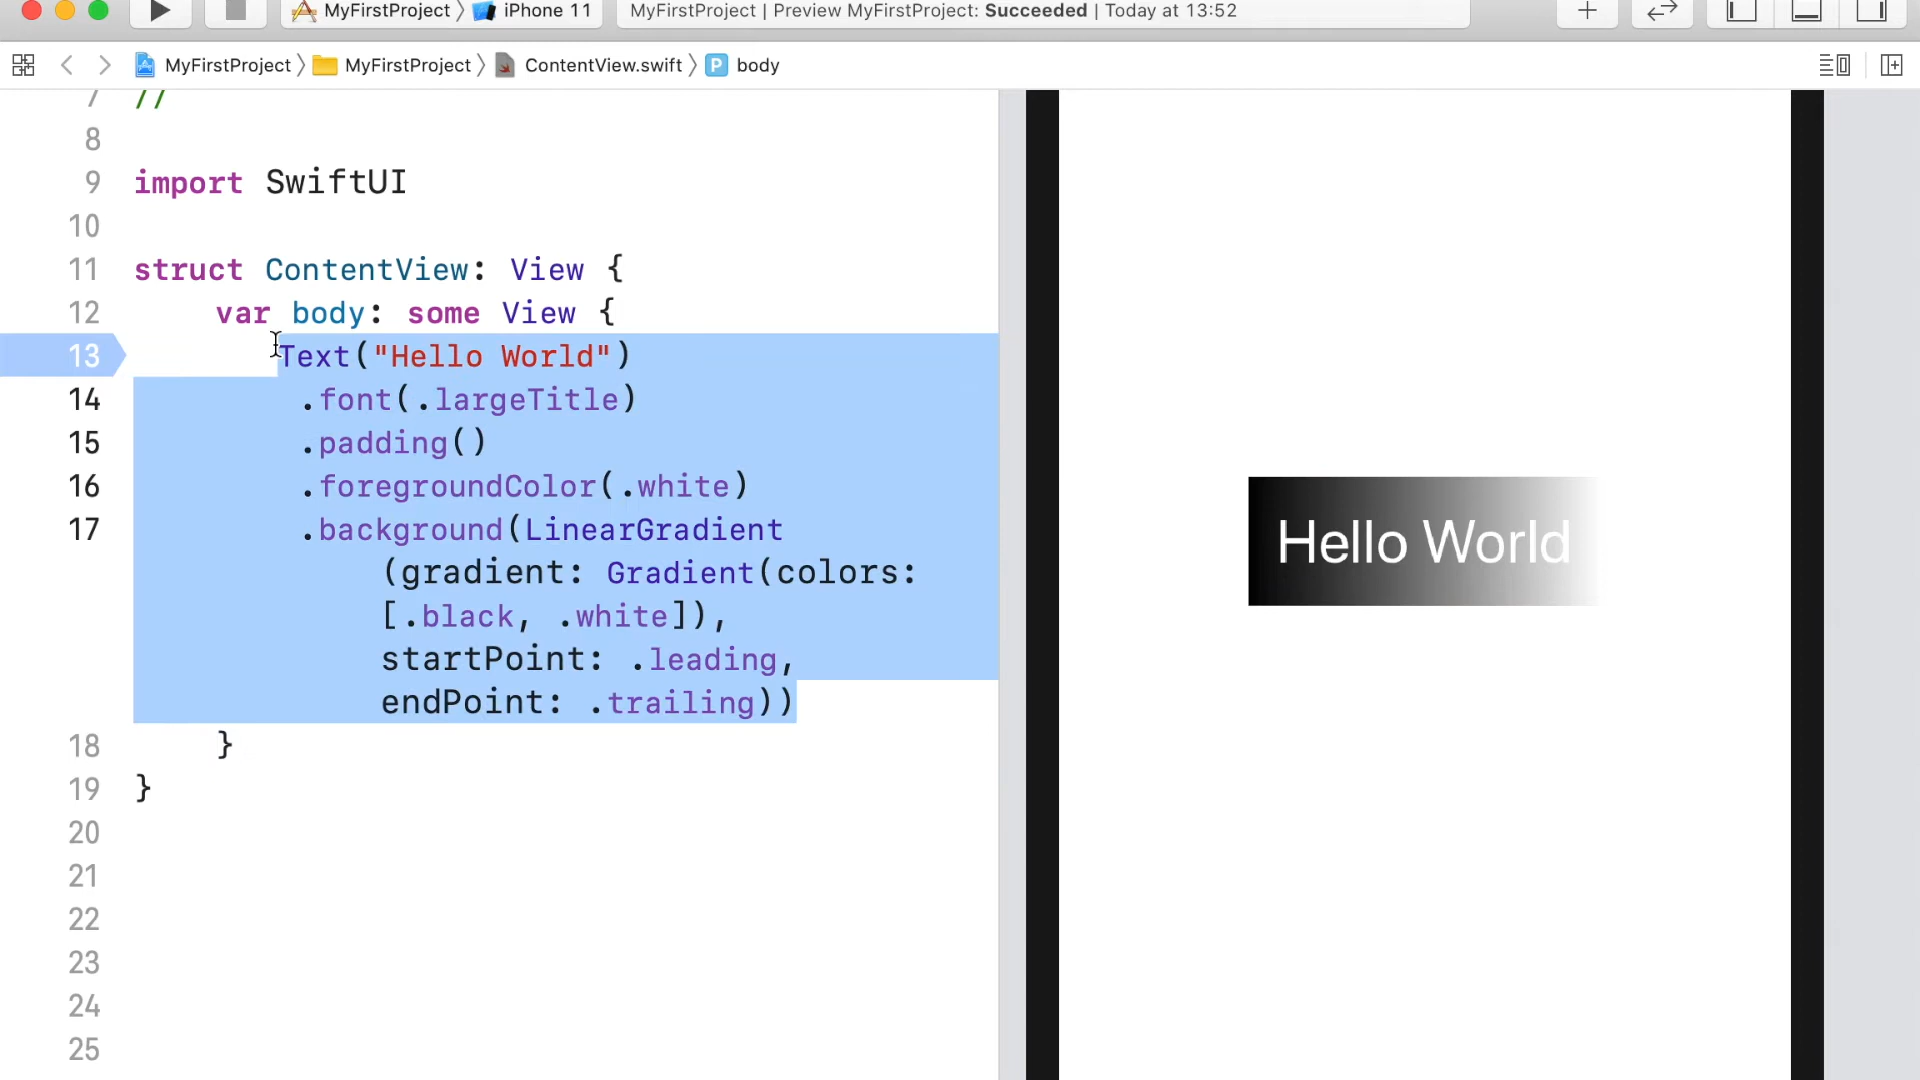 MyFirstProject 〉 iPhone 11
MyFirstProject | Preview MyFirstProject: Succeeded | Today at 13:52
MyFirstProject 〉 MyFirstProject 〉 ContentView.swift 〉 P body
7 //
8
9 import SwiftUI
10
11 struct ContentView: View {
12 var body: some View {
13 Text("Hello World")
14 .font(.largeTitle)
15 .padding()
16 .foregroundColor(.white)
17 .background(LinearGradient
(gradient: Gradient(colors:
[.black, .white]),
startPoint: .leading,
endPoint: .trailing))
18 }
19 }
20
21
22
23
24
25
Hello World